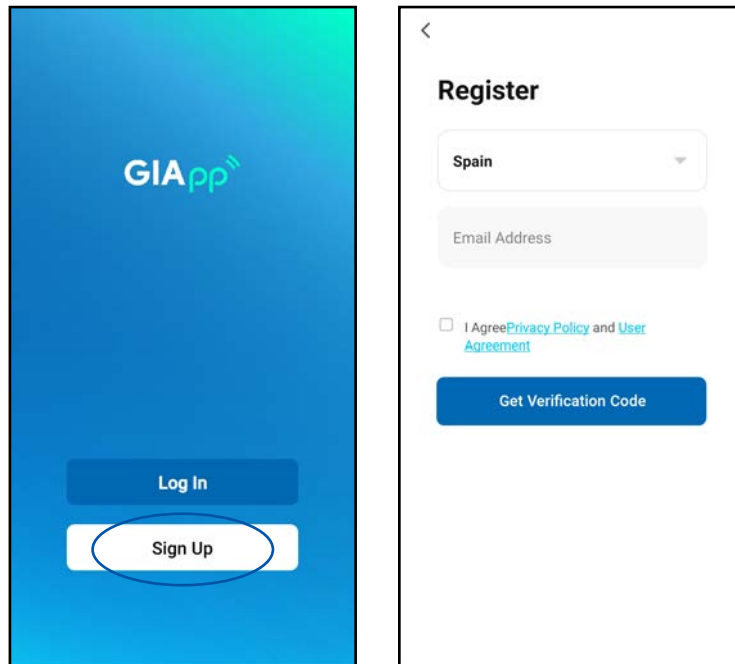 GIApp
Log In
Sign Up
Register
Spain
Email Address
I AgreePrivacy Policy and User
Agreement
Get Verification Code